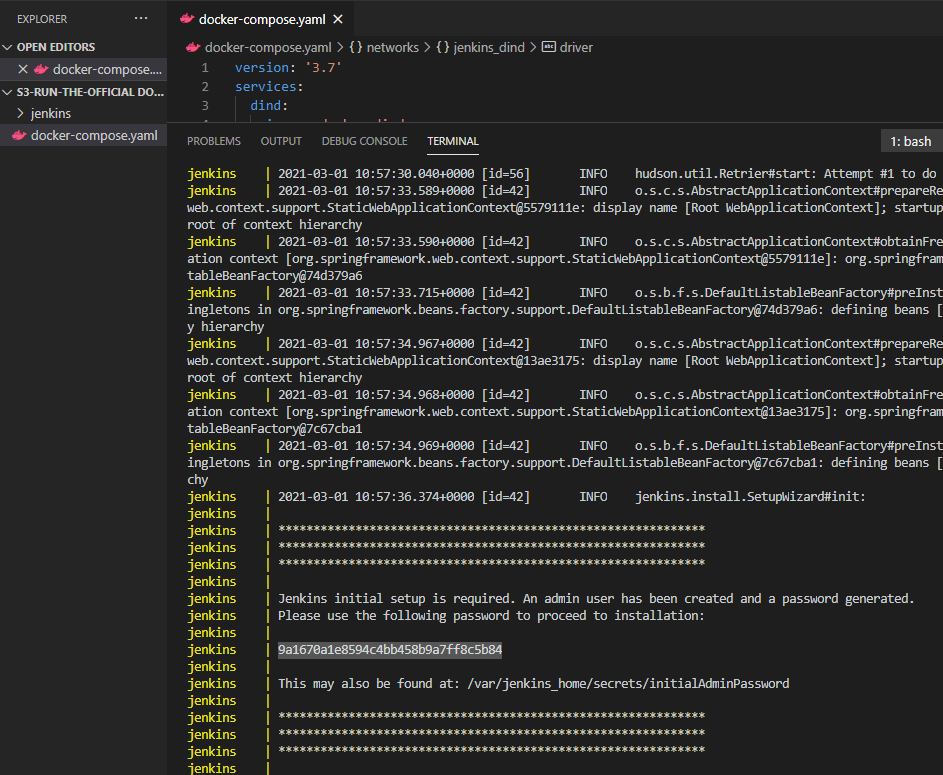 EXPLORER ···
OPEN EDITORS
docker-compose....
S3-RUN-THE-OFFICIAL DO...
jenkins
docker-compose.yaml
docker-compose.yaml
docker-compose.yaml > {} networks > {} jenkins_dind > driver
1 version: '3.7'
2 services:
3 dind:
PROBLEMS OUTPUT DEBUG CONSOLE TERMINAL 1: bash
jenkins | 2021-03-01 10:57:30.040+0000 [id=56] INFO hudson.util.Retrier#start: Attempt #1 to do
jenkins | 2021-03-01 10:57:33.589+0000 [id=42] INFO o.s.c.s.AbstractApplicationContext#prepareRe
web.context.support.StaticWebApplicationContext@5579111e: display name [Root WebApplicationContext]; startup
root of context hierarchy
jenkins | 2021-03-01 10:57:33.590+0000 [id=42] INFO o.s.c.s.AbstractApplicationContext#obtainFre
ation context [org.springframework.web.context.support.StaticWebApplicationContext@5579111e]: org.springfram
tableBeanFactory@74d379a6
jenkins | 2021-03-01 10:57:33.715+0000 [id=42] INFO o.s.b.f.s.DefaultListableBeanFactory#preInst
ingletons in org.springframework.beans.factory.support.DefaultListableBeanFactory@74d379a6: defining beans [
y hierarchy
jenkins | 2021-03-01 10:57:34.967+0000 [id=42] INFO o.s.c.s.AbstractApplicationContext#prepareRe
web.context.support.StaticWebApplicationContext@13ae3175: display name [Root WebApplicationContext]; startup
root of context hierarchy
jenkins | 2021-03-01 10:57:34.968+0000 [id=42] INFO o.s.c.s.AbstractApplicationContext#obtainFre
ation context [org.springframework.web.context.support.StaticWebApplicationContext@13ae3175]: org.springfram
tableBeanFactory@7c67cba1
jenkins | 2021-03-01 10:57:34.969+0000 [id=42] INFO o.s.b.f.s.DefaultListableBeanFactory#preInst
ingletons in org.springframework.beans.factory.support.DefaultListableBeanFactory@7c67cba1: defining beans [
chy
jenkins | 2021-03-01 10:57:36.374+0000 [id=42] INFO jenkins.install.SetupWizard#init:
jenkins |
jenkins | *************************************************************
jenkins | *************************************************************
jenkins | *************************************************************
jenkins |
jenkins | Jenkins initial setup is required. An admin user has been created and a password generated.
jenkins | Please use the following password to proceed to installation:
jenkins |
jenkins | 9a1670a1e8594c4bb458b9a7ff8c5b84
jenkins |
jenkins | This may also be found at: /var/jenkins_home/secrets/initialAdminPassword
jenkins |
jenkins | *************************************************************
jenkins | *************************************************************
jenkins | *************************************************************
jenkins |